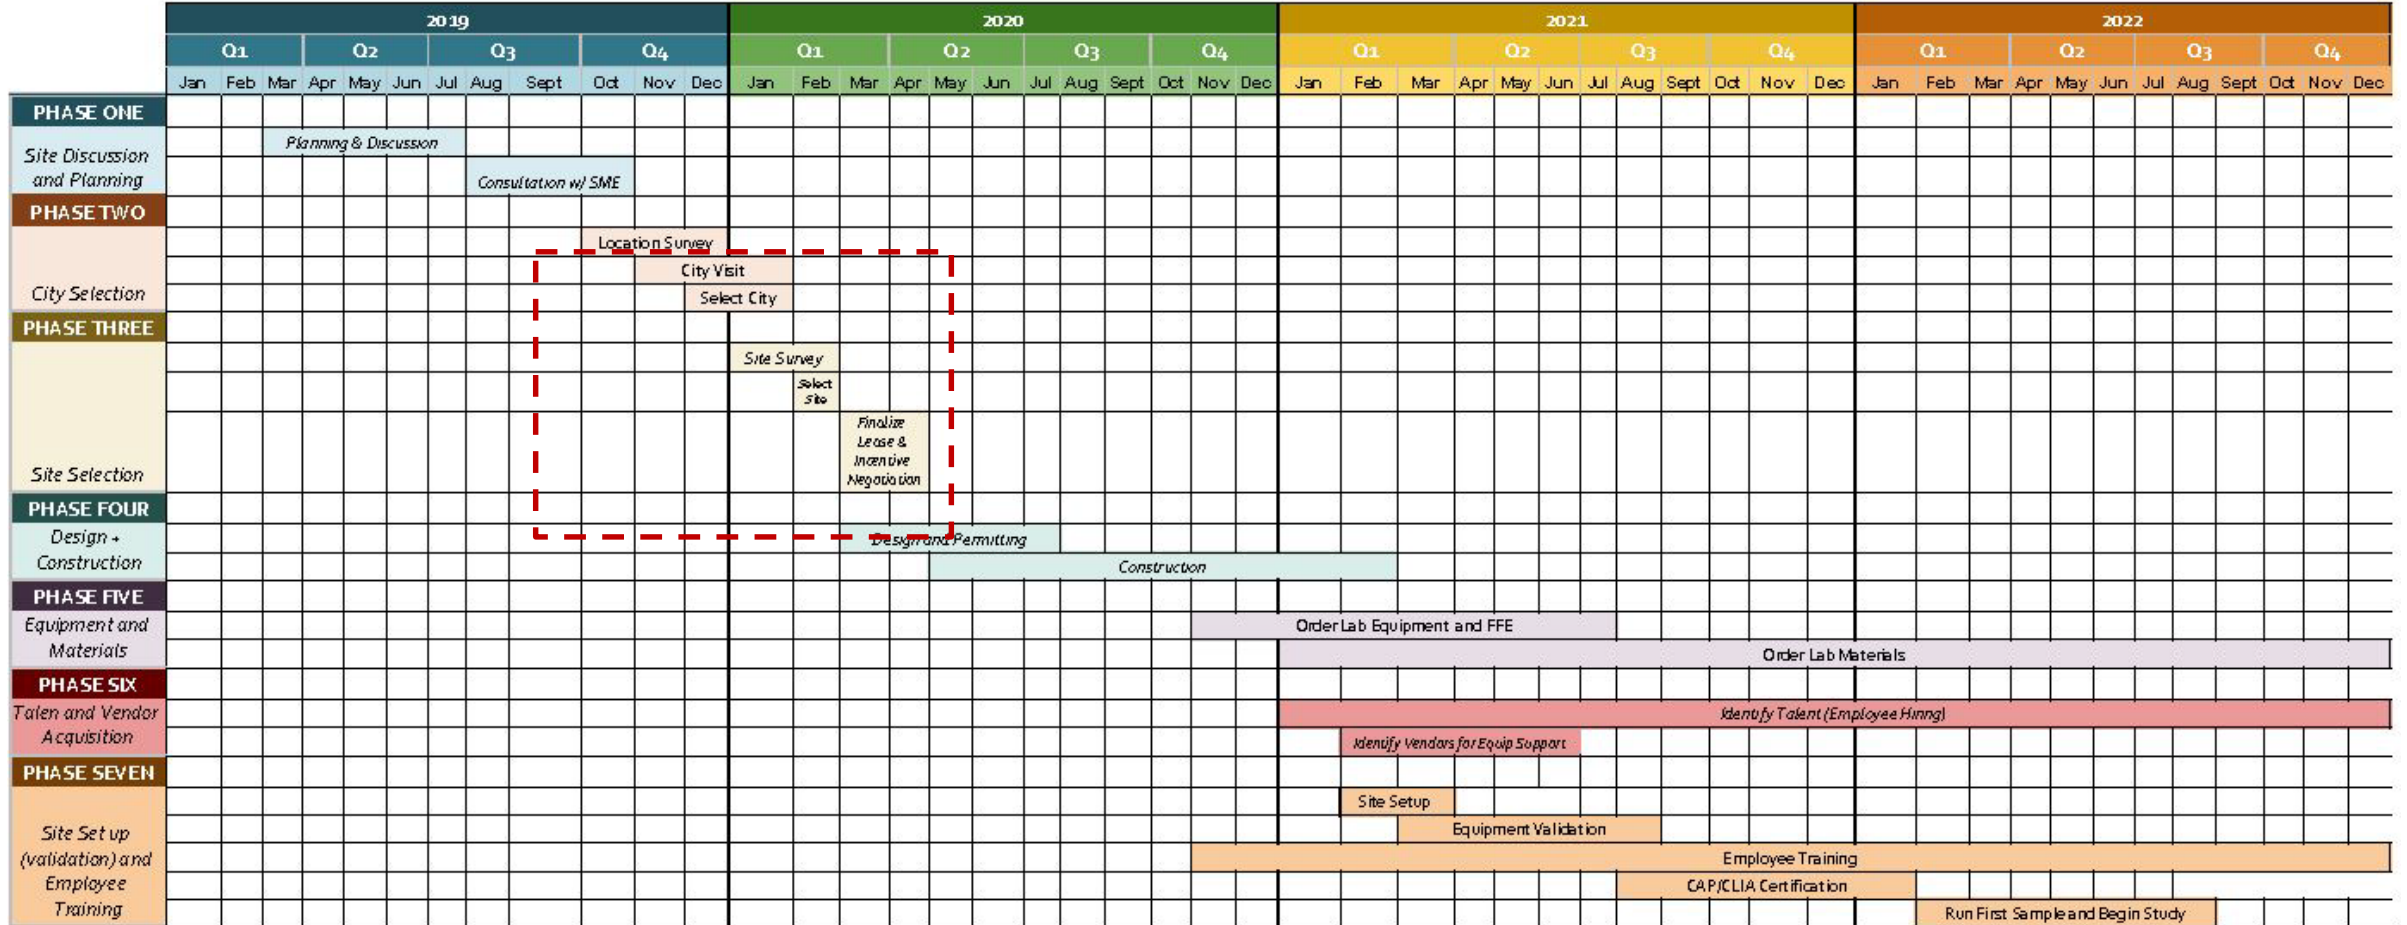 2019 2020 2021 2022
Q1 Q2 Q3 Q4 Q1 Q2 Q3 Q4 Q1 Q2 Q3 Q4 Q1 Q2 Q3 Q4
Jan Feb Mar Apr May Jun Jul Aug Sept Oct Nov Dec Jan Feb Mar Apr May Jun Jul Aug Sept Oct Nov Dec Jan Feb Mar Apr May Jun Jul Aug Sept Oct Nov Dec Jan Feb Mar Apr May Jun Jul Aug Sept Oct Nov Dec
PHASE ONE
Site Discussion
and Planning
Planning & Discussion
Consultation w/ SME
PHASE TWO
City Selection
Location Survey
City Visit
Select City
PHASE THREE
Site Selection
Site Survey
Select
Site
Finalize
Lease &
Incentive
Negotiation
PHASE FOUR
Design +
Construction
Design and Permitting
Construction
PHASE FIVE
Equipment and
Materials
Order Lab Equipment and FFE
Order Lab Materials
PHASE SIX
Talen and Vendor
Acquisition
Identify Talent (Employee Hiring)
Identify Vendors for Equip Support
PHASE SEVEN
Site Set up
(validation) and
Employee
Training
Site Setup
Equipment Validation
Employee Training
CAP/CLIA Certification
Run First Sample and Begin Study